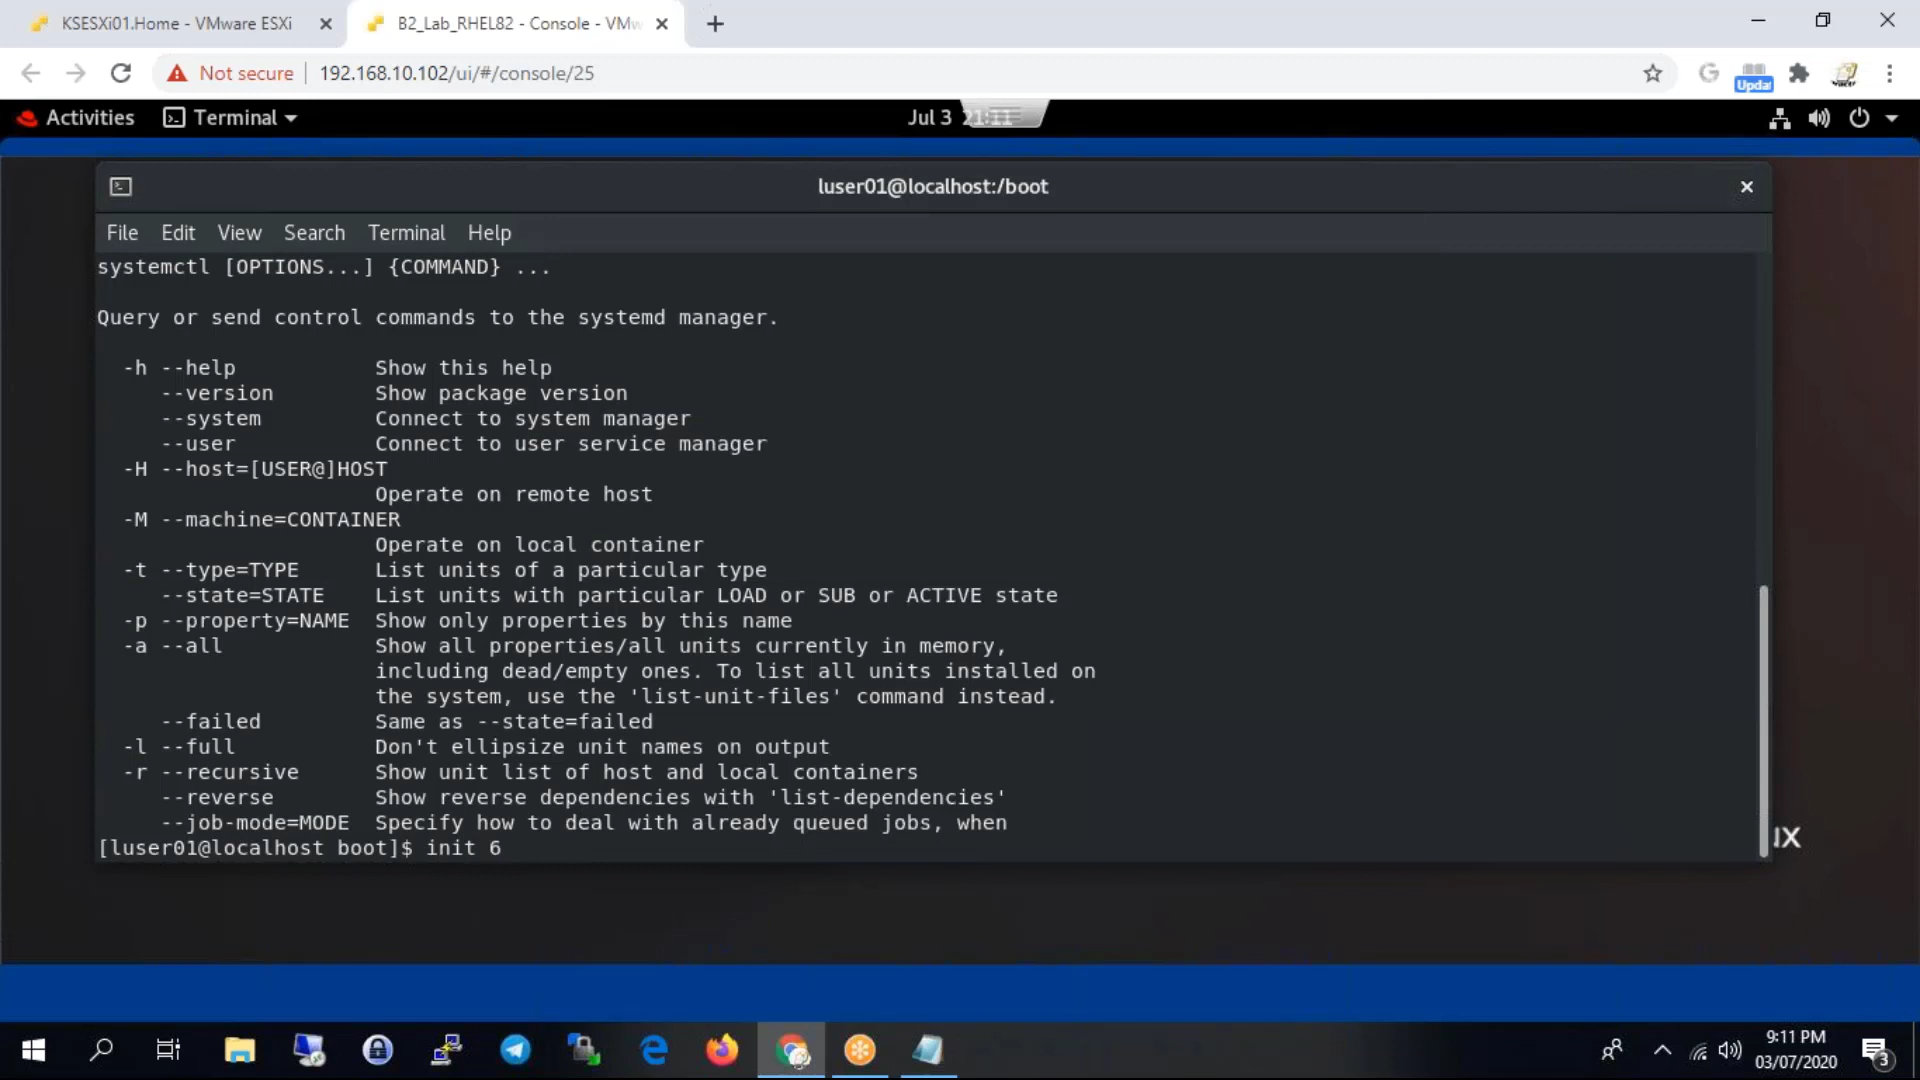 KSESXi01.Home - VMware ESXi
B2_Lab_RHEL82 - Console - VMw
Not secure
192.168.10.102/ui/#/console/25
Updat
Activities
Terminal
Jul 3 21:11
luser01@localhost:/boot
File Edit View Search Terminal Help
systemctl [OPTIONS...] {COMMAND} ...
Query or send control commands to the systemd manager.
-h --help Show this help
--version Show package version
--system Connect to system manager
--user Connect to user service manager
-H --host=[USER@]HOST
Operate on remote host
-M --machine=CONTAINER
Operate on local container
-t --type=TYPE List units of a particular type
--state=STATE List units with particular LOAD or SUB or ACTIVE state
-p --property=NAME Show only properties by this name
-a --all Show all properties/all units currently in memory,
including dead/empty ones. To list all units installed on
the system, use the 'list-unit-files' command instead.
--failed Same as --state=failed
-l --full Don't ellipsize unit names on output
-r --recursive Show unit list of host and local containers
--reverse Show reverse dependencies with 'list-dependencies'
--job-mode=MODE Specify how to deal with already queued jobs, when
[luser01@localhost boot]$ init 6
9:11 PM
03/07/2020
3